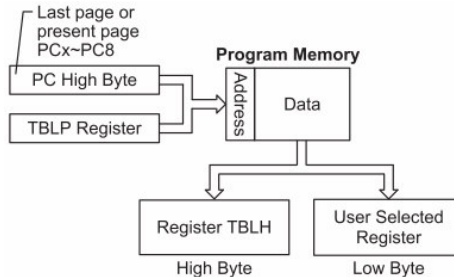 Last page or
present page
PCx~PC8
Program Memory
PC High Byte
TBLP Register
Address
Data
Register TBLH
User Selected
Register
High Byte
Low Byte